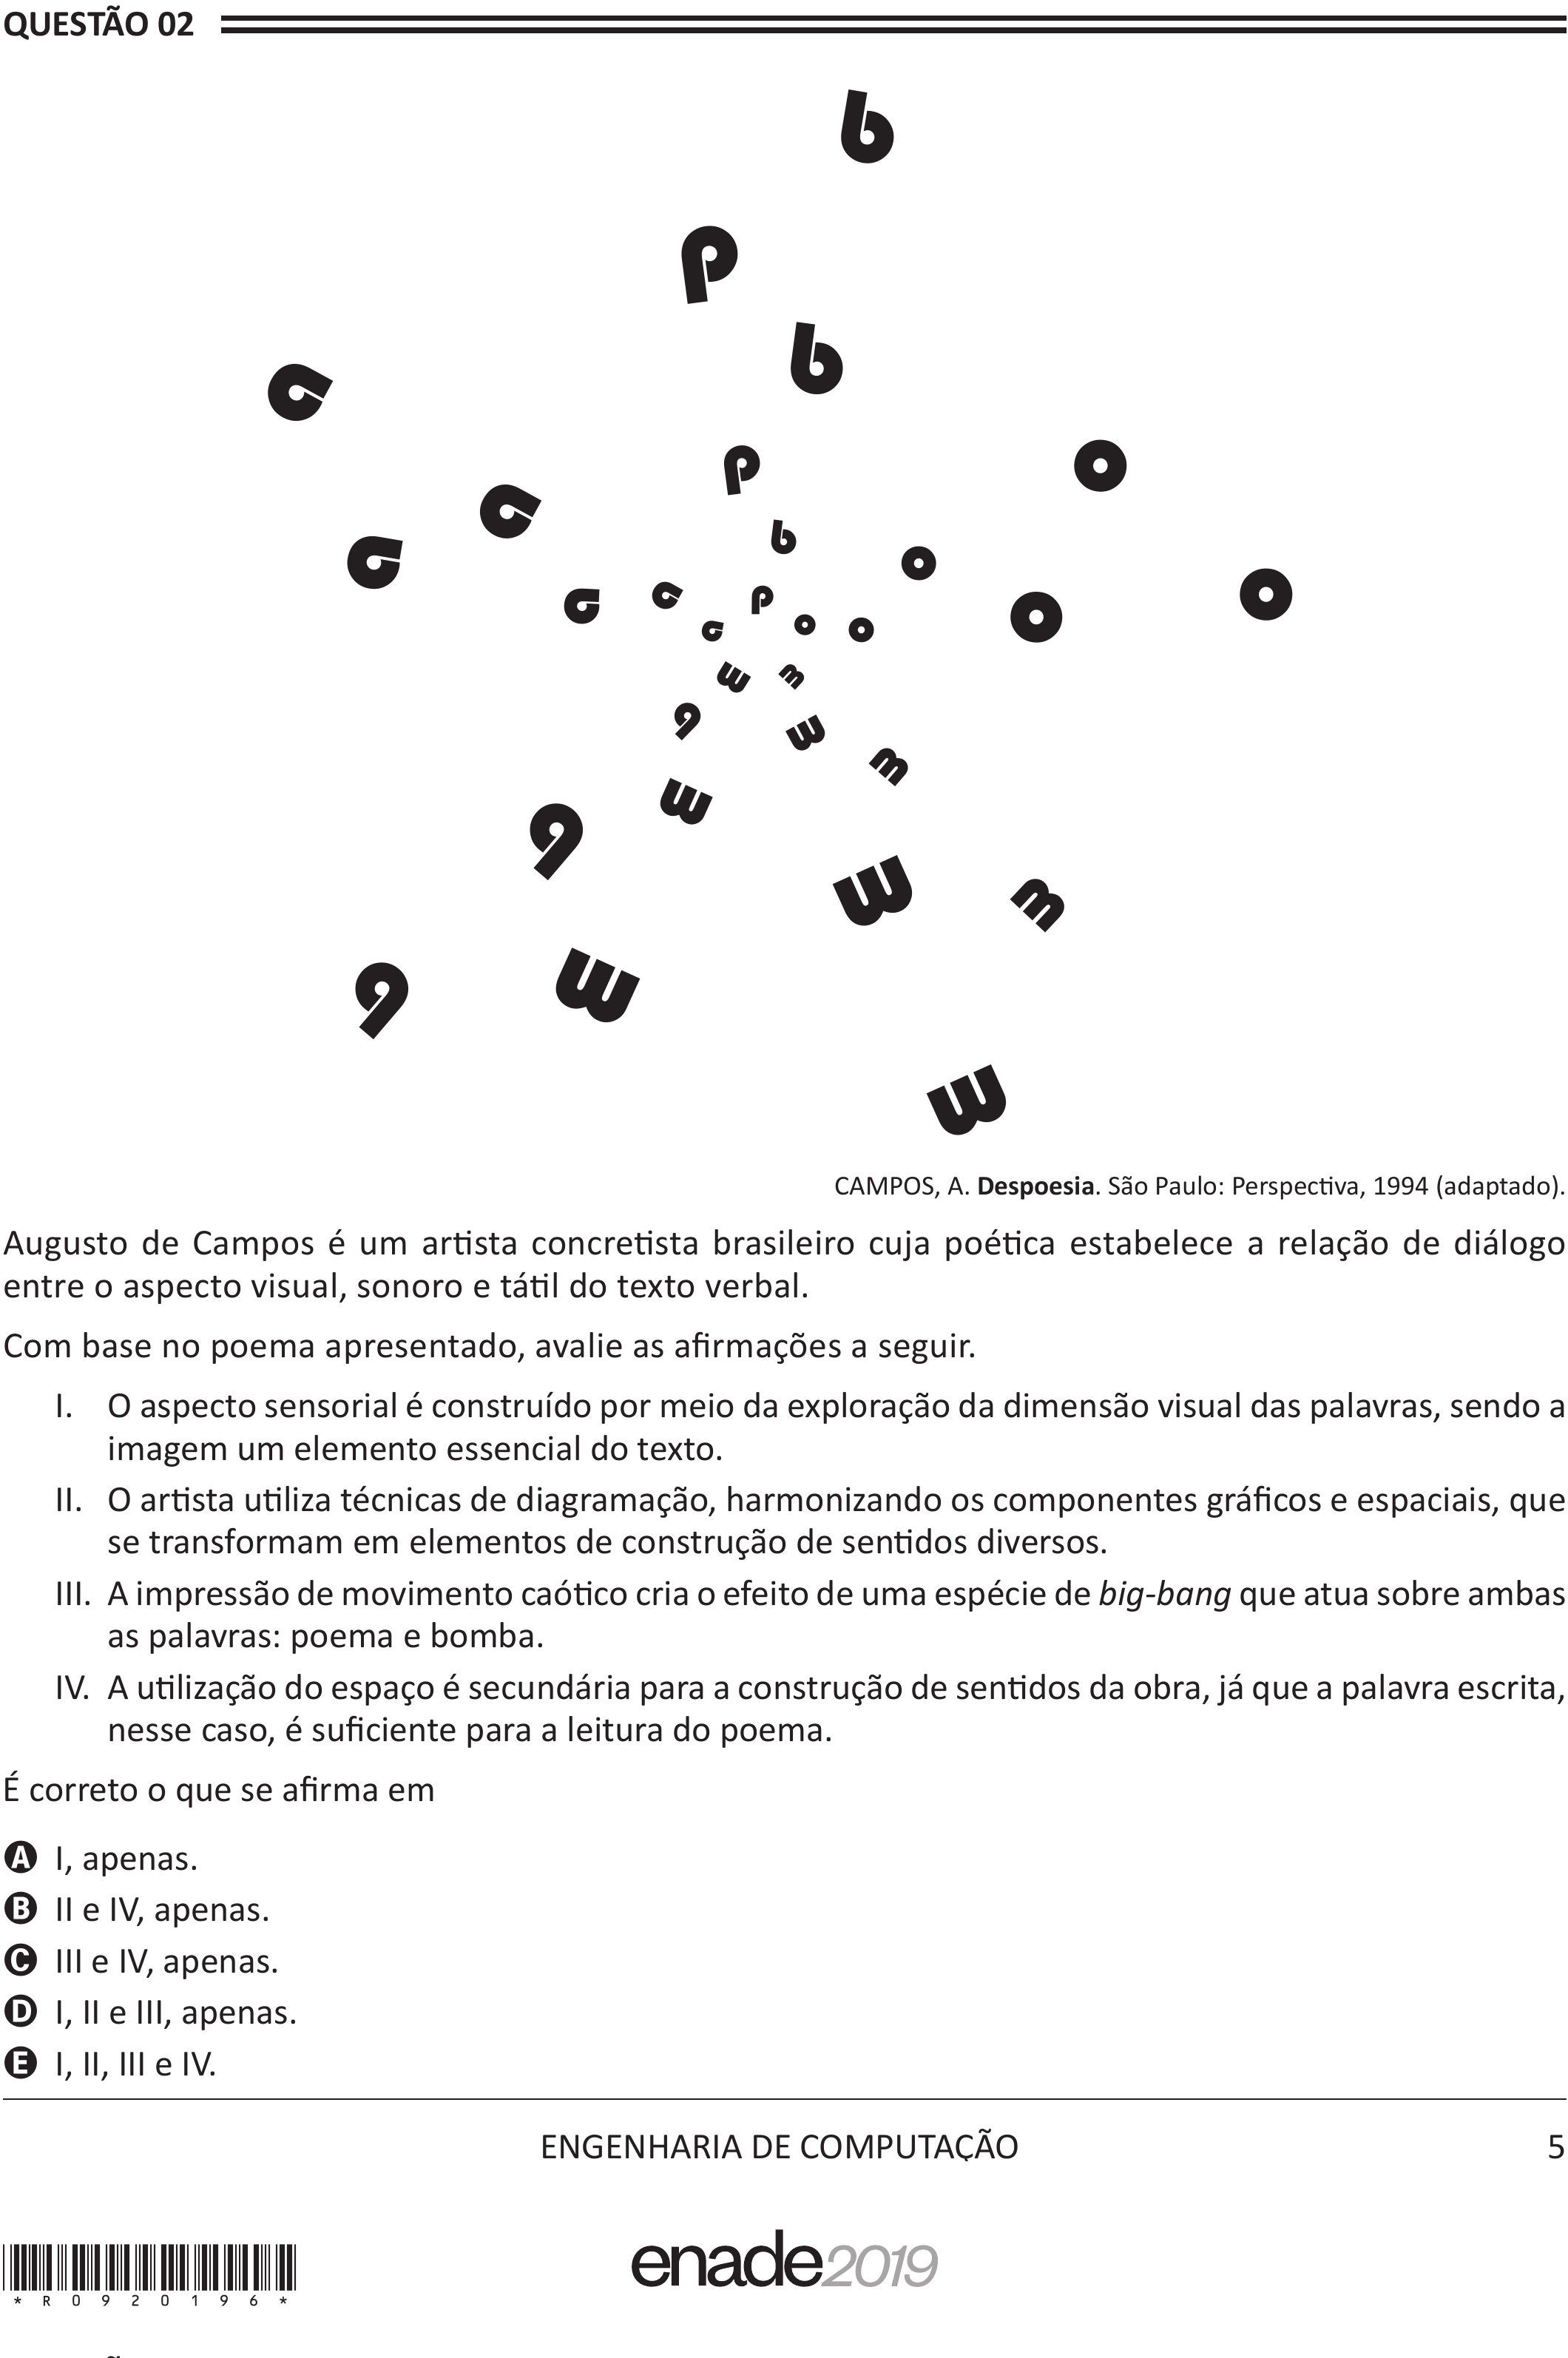 QUESTÃO 02
b
p
b
a
o
p
a
b
a
o
o
a
a
p
o
a
o
o
m
m
b
m
m
m
b
m
m
m
b
m
CAMPOS, A. Despoesia. São Paulo: Perspectiva, 1994 (adaptado).
Augusto de Campos é um artista concretista brasileiro cuja poética estabelece a relação de diálogo
entre o aspecto visual, sonoro e tátil do texto verbal.
Com base no poema apresentado, avalie as afirmações a seguir.
I. O aspecto sensorial é construído por meio da exploração da dimensão visual das palavras, sendo a
imagem um elemento essencial do texto.
II. O artista utiliza técnicas de diagramação, harmonizando os componentes gráficos e espaciais, que
se transformam em elementos de construção de sentidos diversos.
III. A impressão de movimento caótico cria o efeito de uma espécie de big-bang que atua sobre ambas
as palavras: poema e bomba.
IV. A utilização do espaço é secundária para a construção de sentidos da obra, já que a palavra escrita,
nesse caso, é suficiente para a leitura do poema.
É correto o que se afirma em
A I, apenas.
B II e IV, apenas.
C III e IV, apenas.
D I, II e III, apenas.
E I, II, III e IV.
ENGENHARIA DE COMPUTAÇÃO 5
*R0920196*
enade2019